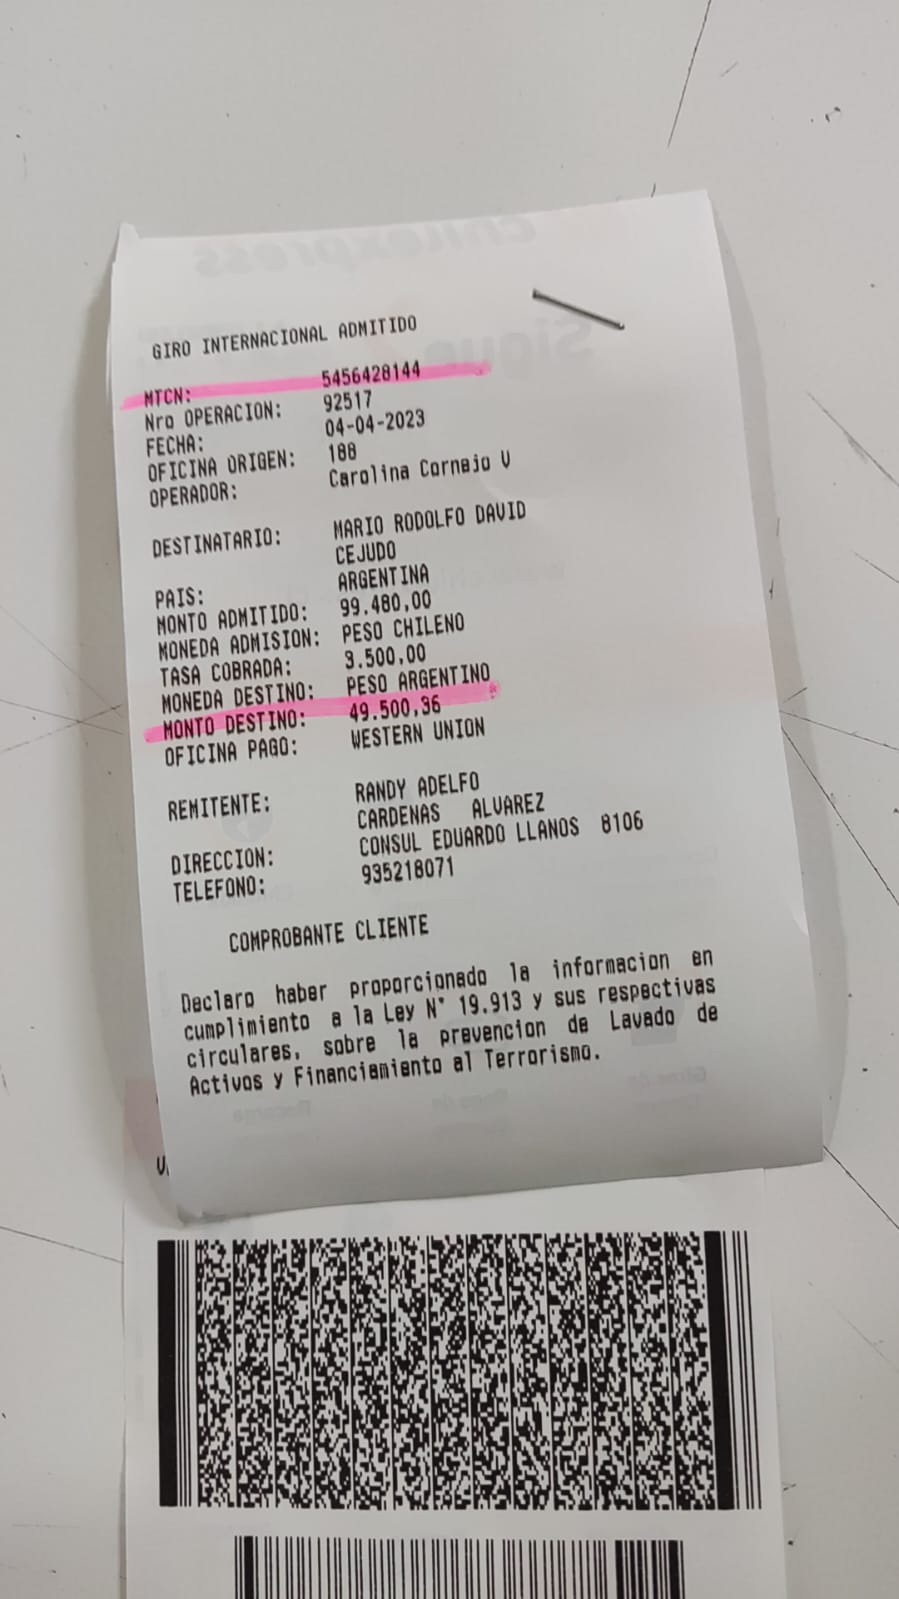 chilexpress
Sigue
GIRO INTERNACIONAL ADMITIDO
MTCN: 5456428144
Nro OPERACION: 92517
FECHA: 04-04-2023
OFICINA ORIGEN: 188
OPERADOR: Carolina Cornejo V
DESTINATARIO: MARIO RODOLFO DAVID
CEJUDO
PAIS: ARGENTINA
MONTO ADMITIDO: 99.480,00
MONEDA ADMISION: PESO CHILENO
TASA COBRADA: 3.500,00
MONEDA DESTINO: PESO ARGENTINO
MONTO DESTINO: 49.500,36
OFICINA PAGO: WESTERN UNION
REMITENTE: RANDY ADELFO
CARDENAS ALVAREZ
DIRECCION: CONSUL EDUARDO LLANOS 8106
TELEFONO: 935218071
COMPROBANTE CLIENTE
Declaro haber proporcionado la informacion en
cumplimiento a la Ley N° 19.913 y sus respectivas
circulares, sobre la prevencion de Lavado de
Activos y Financiamiento al Terrorismo.